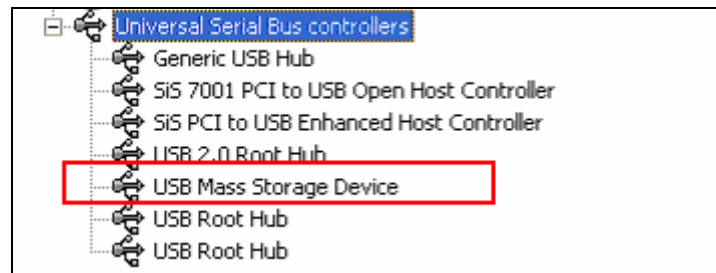 Universal Serial Bus controllers
Generic USB Hub
SiS 7001 PCI to USB Open Host Controller
SiS PCI to USB Enhanced Host Controller
USB 2.0 Root Hub
USB Mass Storage Device
USB Root Hub
USB Root Hub